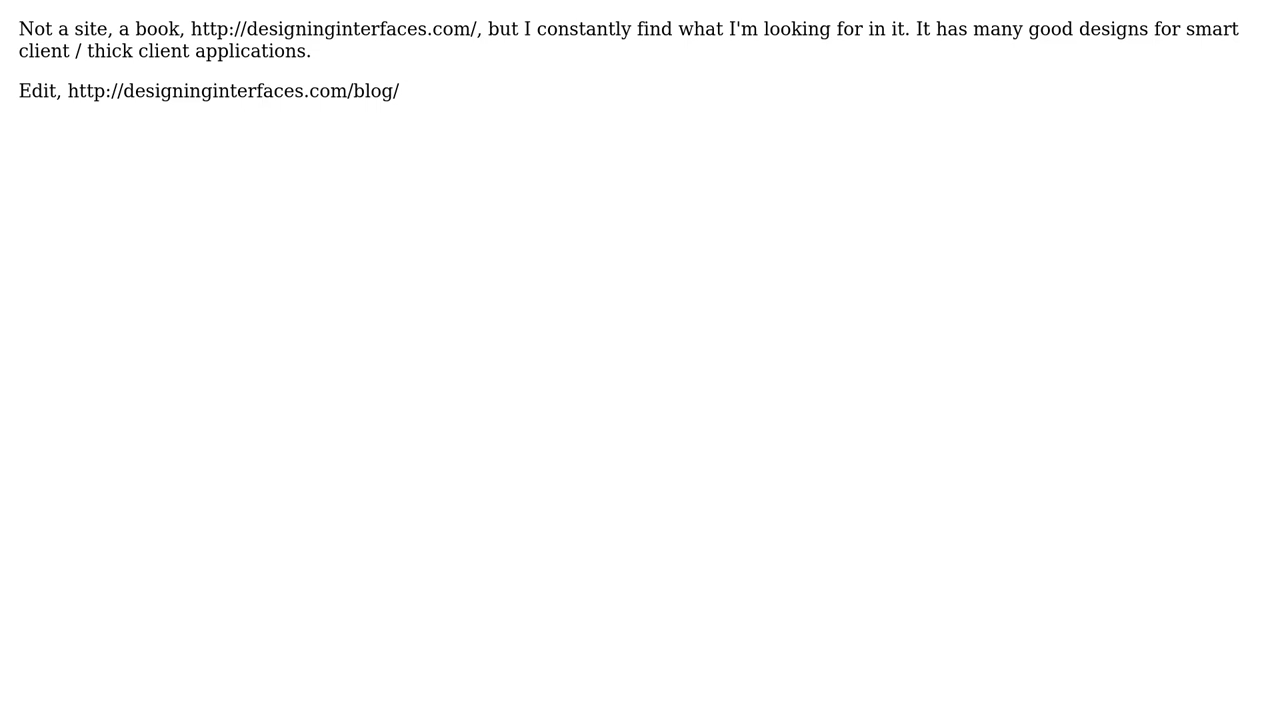 Not a site, a book, http://designinginterfaces.com/, but I constantly find what I'm looking for in it. It has many good designs for smart
client / thick client applications.
Edit, http://designinginterfaces.com/blog/